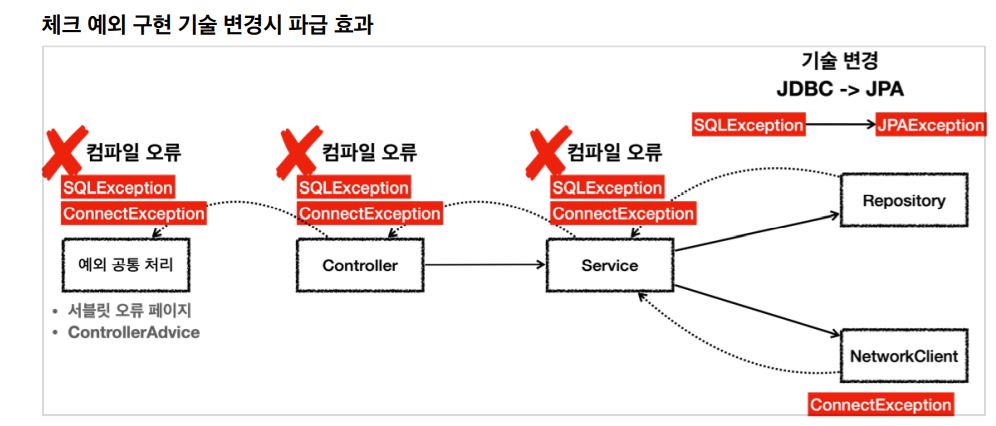 체크 예외 구현 기술 변경시 파급 효과
기술 변경
JDBC -> JPA
SQLException
JPAException
컴파일 오류
SQLException
ConnectException
예외 공통 처리
• 서블릿 오류 페이지
• ControllerAdvice
컴파일 오류
SQLException
ConnectException
Controller
컴파일 오류
SQLException
ConnectException
Service
Repository
NetworkClient
ConnectException